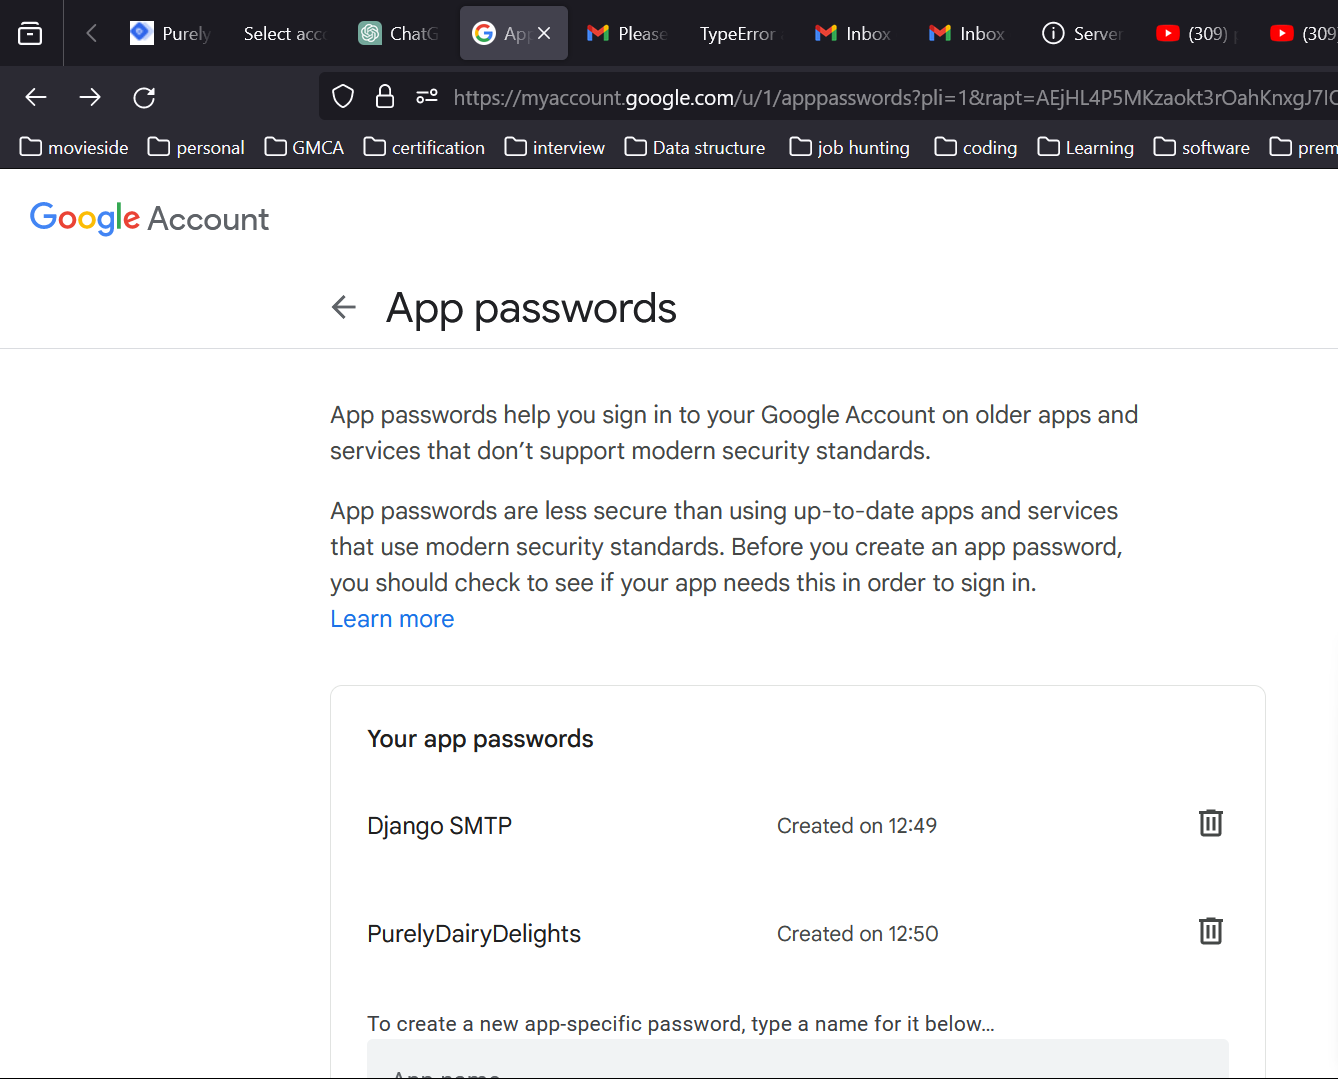 Purely
Select acc
ChatG
Ap
Please
TypeError
Inbox
Inbox
Server
(309)
(309
https://myaccount.google.com/u/1/apppasswords?pli=1&rapt=AEjHL4P5MKzaokt3rOahKnxgJ7IC
movieside
personal
GMCA
certification
interview
Data structure
job hunting
coding
Learning
software
prem
Google Account
App passwords
App passwords help you sign in to your Google Account on older apps and
services that don’t support modern security standards.
App passwords are less secure than using up-to-date apps and services
that use modern security standards. Before you create an app password,
you should check to see if your app needs this in order to sign in.
Learn more
Your app passwords
Django SMTP
Created on 12:49
PurelyDairyDelights
Created on 12:50
To create a new app-specific password, type a name for it below...
App name